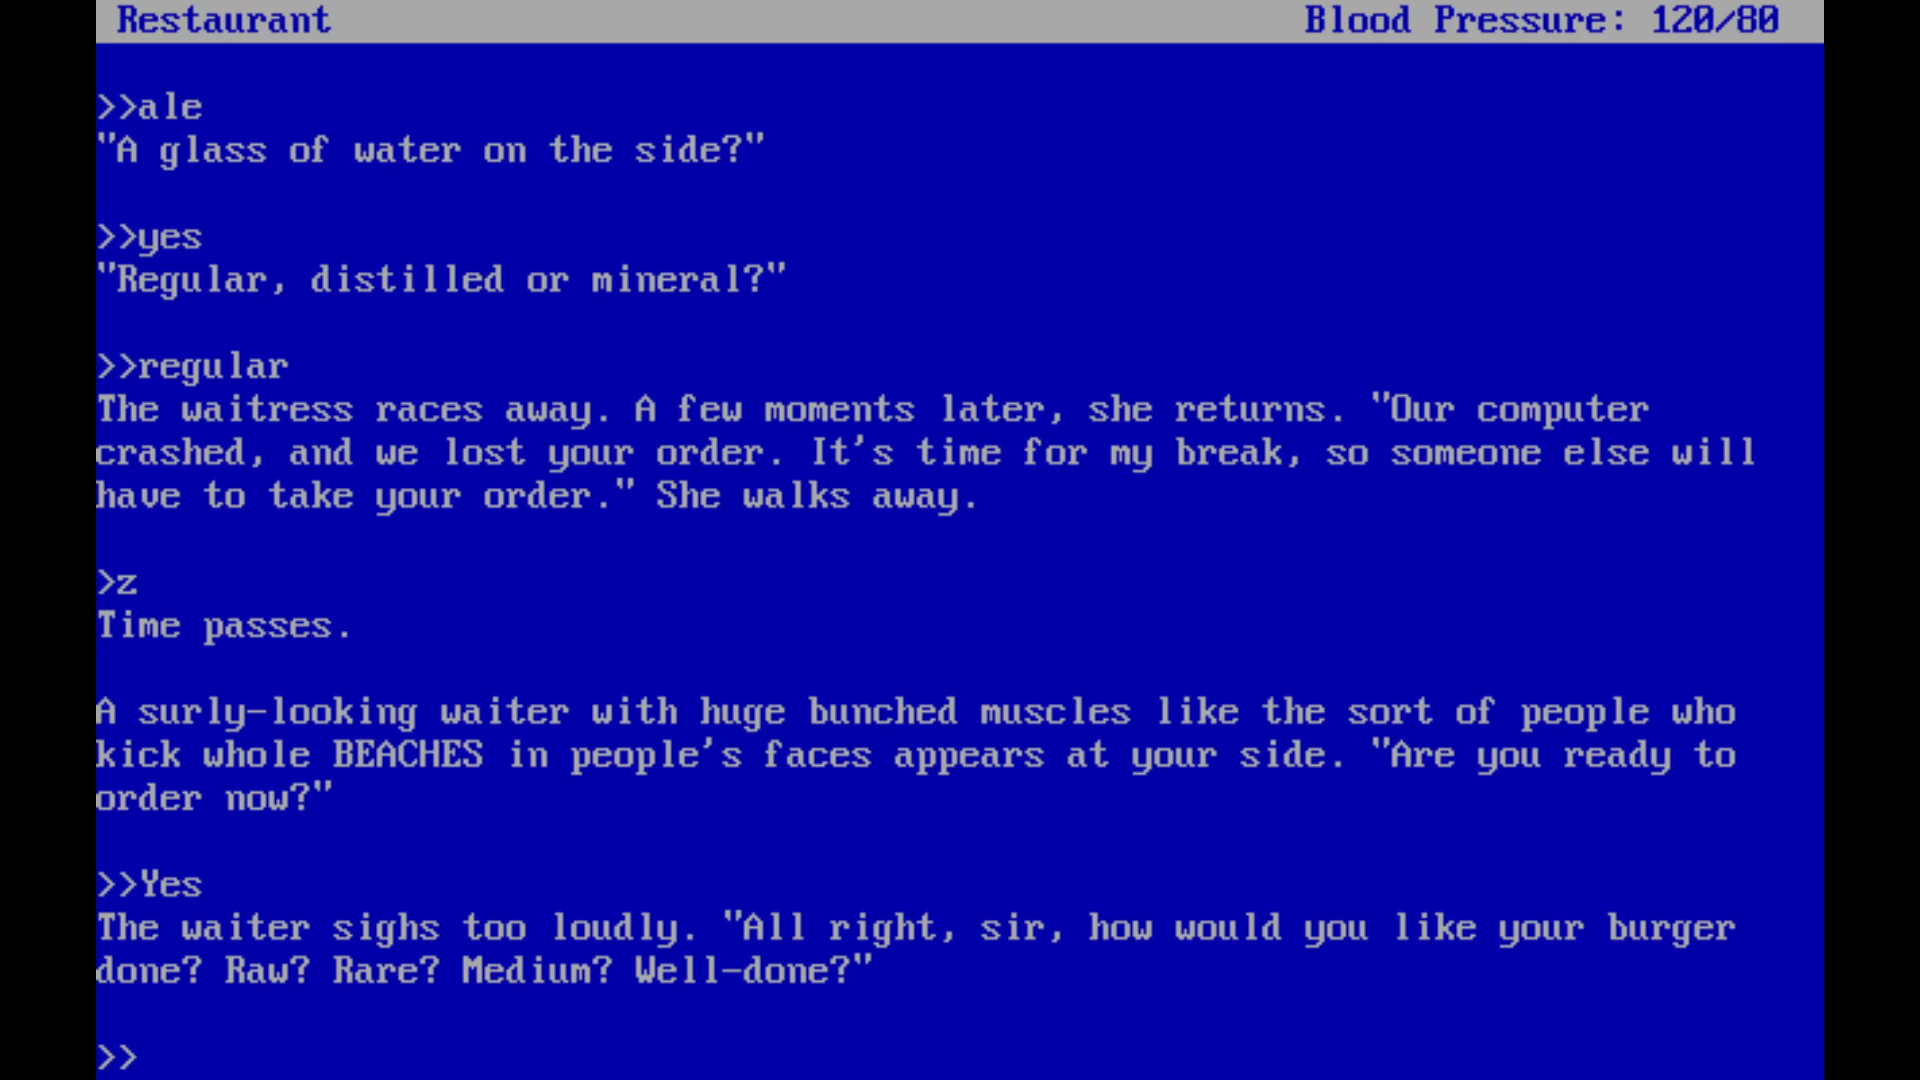 Restaurant Blood Pressure: 120/80
>>ale
"A glass of water on the side?"
>>yes
"Regular, distilled or mineral?"
>>regular
The waitress races away. A few moments later, she returns. "Our computer
crashed, and we lost your order. It's time for my break, so someone else will
have to take your order." She walks away.
>z
Time passes.
A surly-looking waiter with huge bunched muscles like the sort of people who
kick whole BEACHES in people's faces appears at your side. "Are you ready to
order now?"
>>Yes
The waiter sighs too loudly. "All right, sir, how would you like your burger
done? Raw? Rare? Medium? Well-done?"
>>